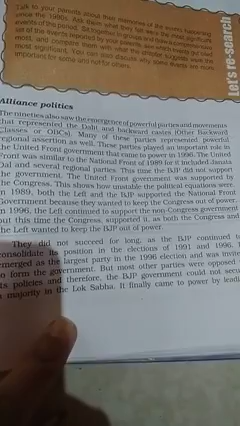 Talk to your parents about their memories of the events happening
since the 1990s. Ask them what they felt were the most significant
events of the period. Sit together in groups and draw a comprehensive
list of the events reported by your parents, see which events get cited
most, and compare them with what the chapter suggests were the
most significant. You can also discuss why some events are more
important for some and not for others.
Let's re-search
Alliance politics
The nineties also saw the emergence of powerful parties and movements
that represented the Dalit and backward castes (Other Backward
Classes or OBCs). Many of these parties represented powerful
regional assertion as well. These parties played an important role in
the United Front government that came to power in 1996. The United
Front was similar to the National Front of 1989 for it included Janata
Dal and several regional parties. This time the BJP did not support
the government. The United Front government was supported by
the Congress. This shows how unstable the political equations were.
In 1989, both the Left and the BJP supported the National Front
Government because they wanted to keep the Congress out of power.
In 1996, the Left continued to support the non-Congress government
but this time the Congress, supported it, as both the Congress and
the Left wanted to keep the BJP out of power.
They did not succeed for long, as the BJP continued to
consolidate its position in the elections of 1991 and 1996. I
emerged as the largest party in the 1996 election and was invite
to form the government. But most other parties were opposed
its policies and therefore, the BJP government could not secu
a majority in the Lok Sabha. It finally came to power by leadi